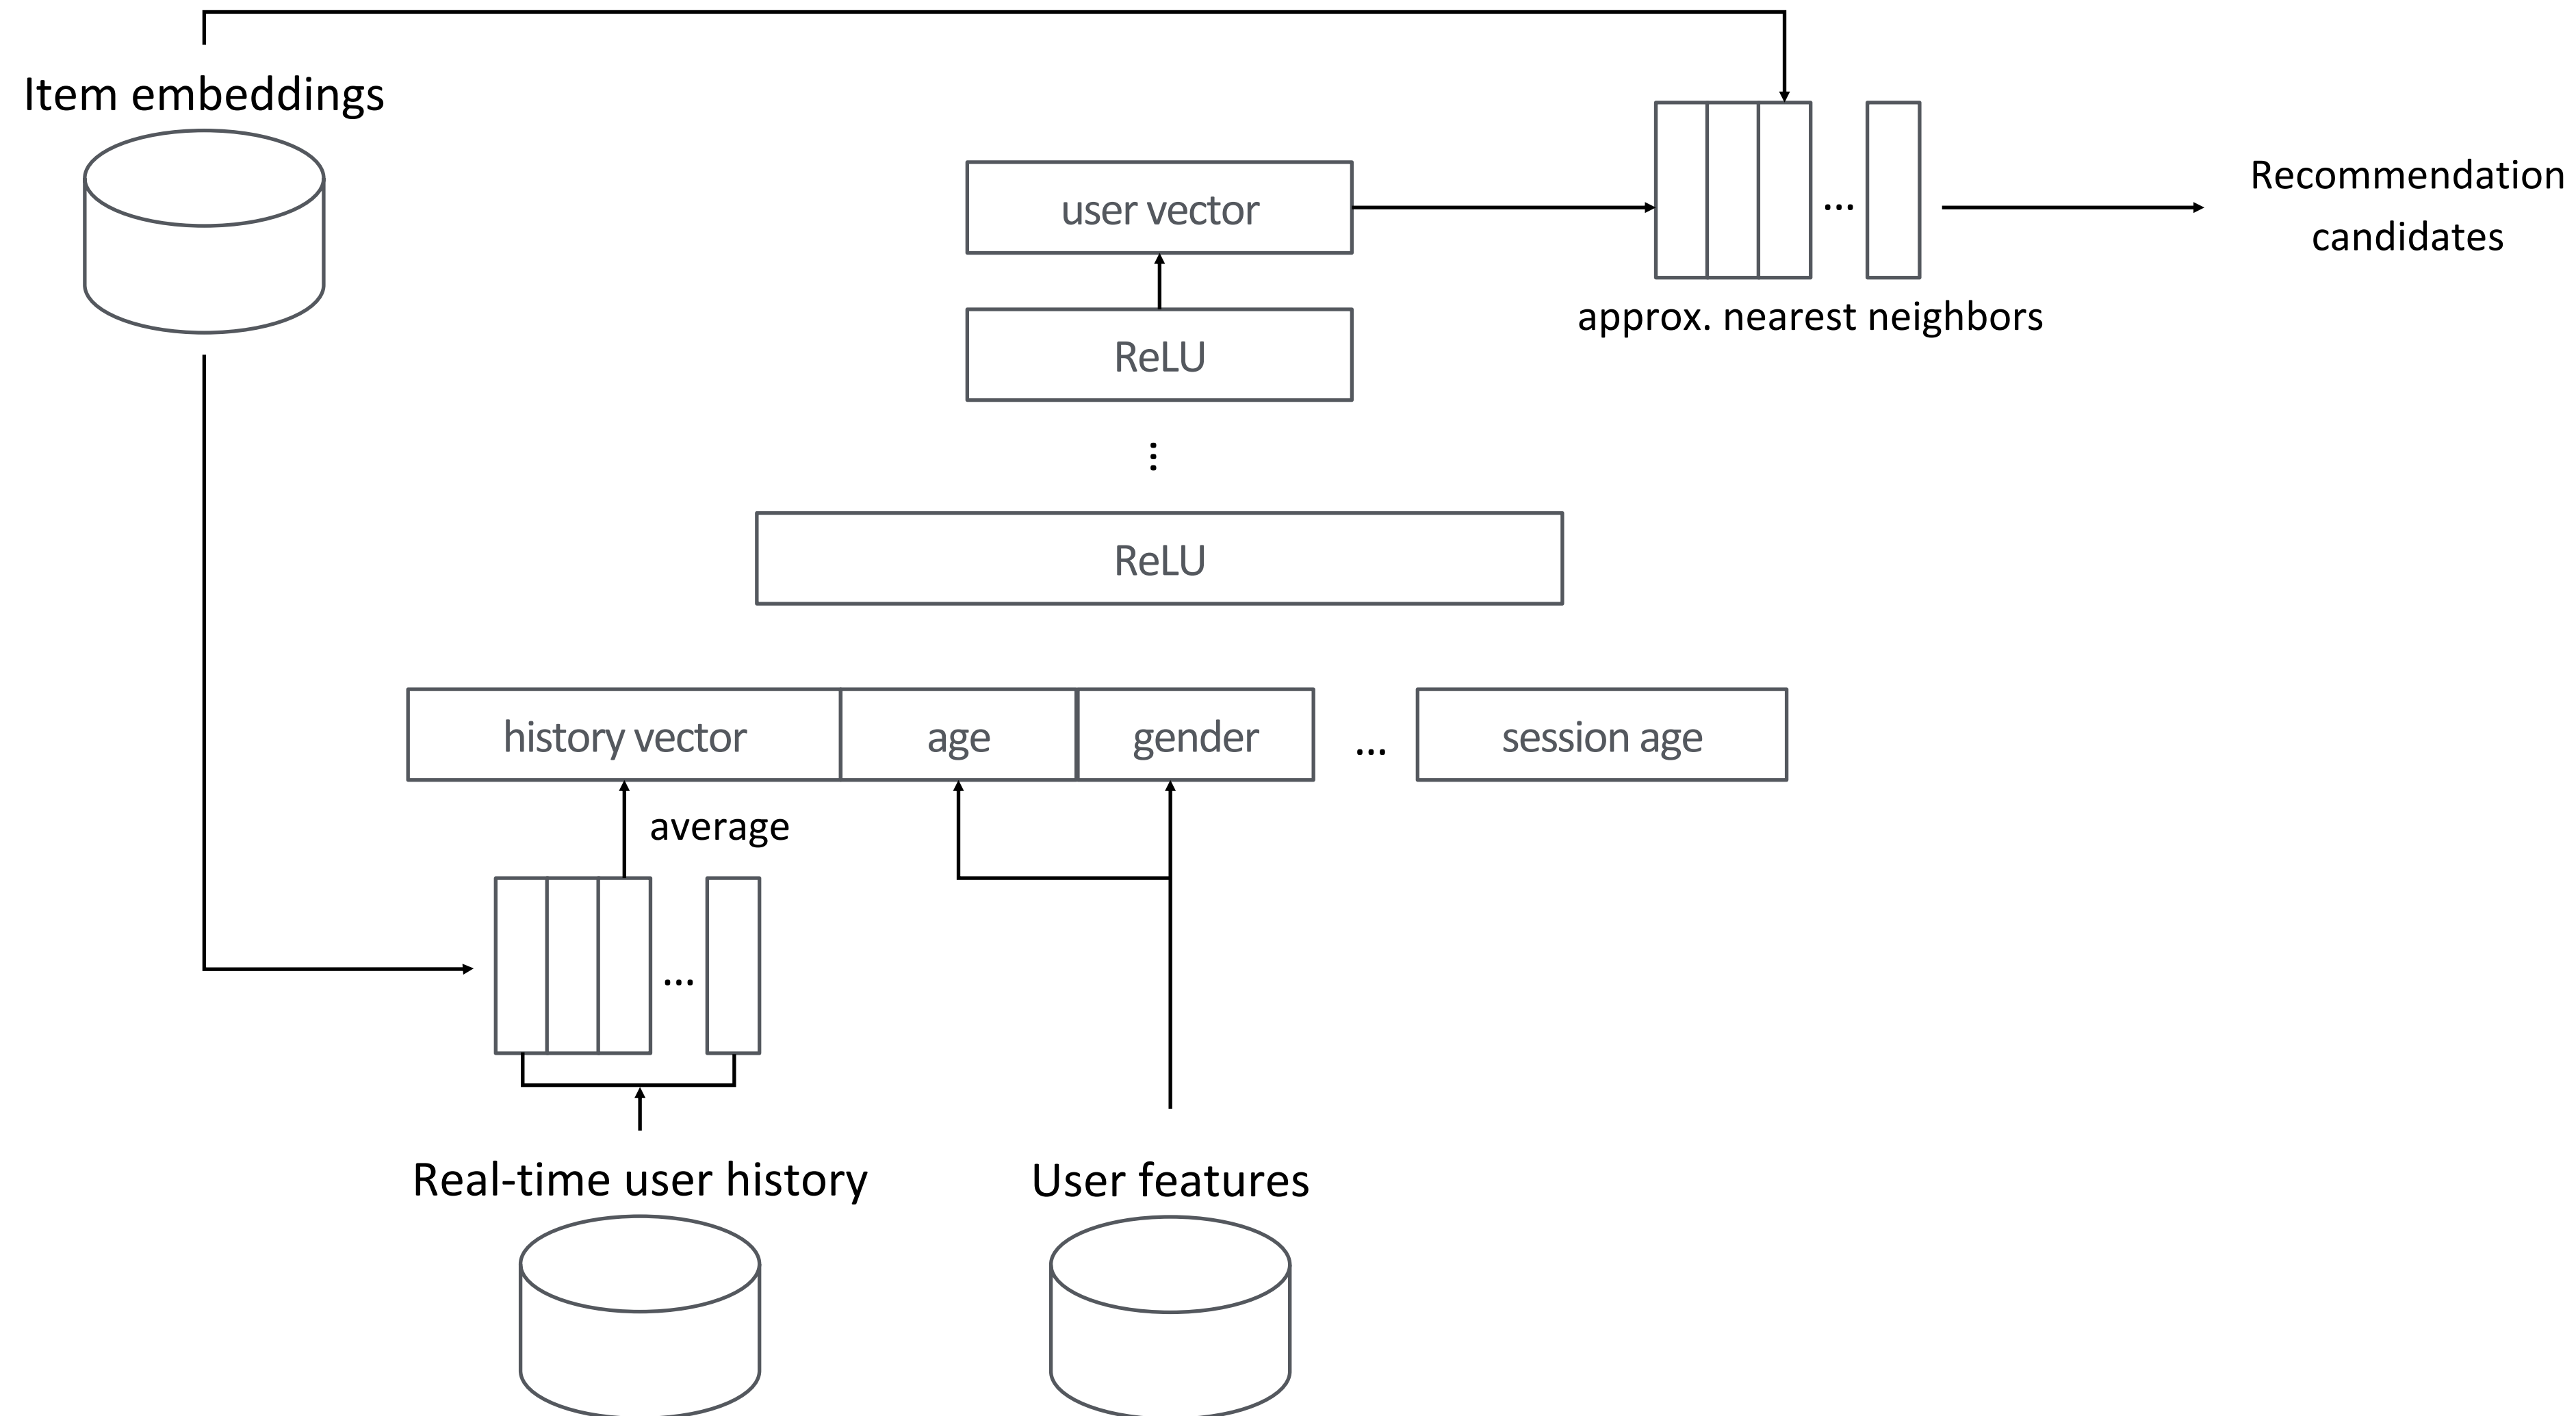 Item embeddings
user vector
Recommendation
candidates
approx. nearest neighbors
ReLU
ReLU
history vector
age
gender
session age
average
Real-time user history
User features